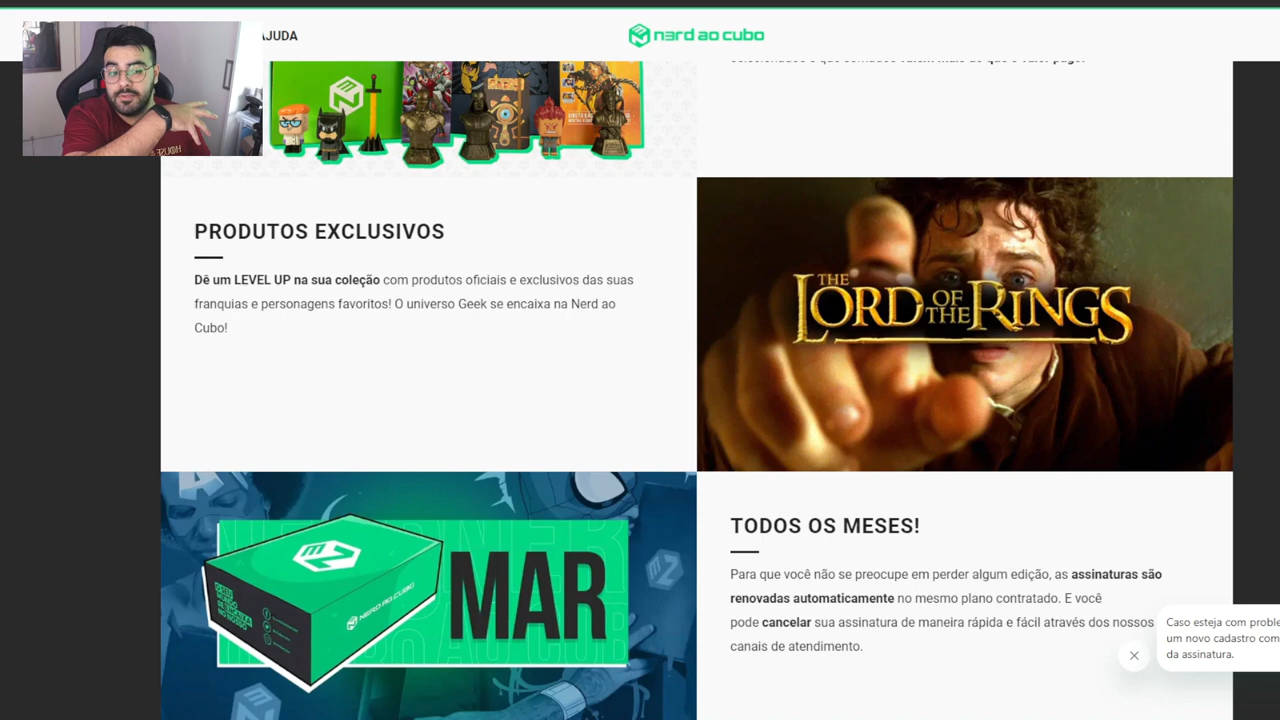 AJUDA
nerd ao cubo
PRODUTOS EXCLUSIVOS
Dê um LEVEL UP na sua coleção com produtos oficiais e exclusivos das suas
franquias e personagens favoritos! O universo Geek se encaixa na Nerd ao
Cubo!
THE
LORD OF THE RINGS
MAR
NERD AO CUBO
TODOS OS MESES!
Para que você não se preocupe em perder algum edição, as assinaturas são
renovadas automaticamente no mesmo plano contratado. E você
pode cancelar sua assinatura de maneira rápida e fácil através dos nossos
canais de atendimento.
Caso esteja com
um novo cadastro
da assinatura.